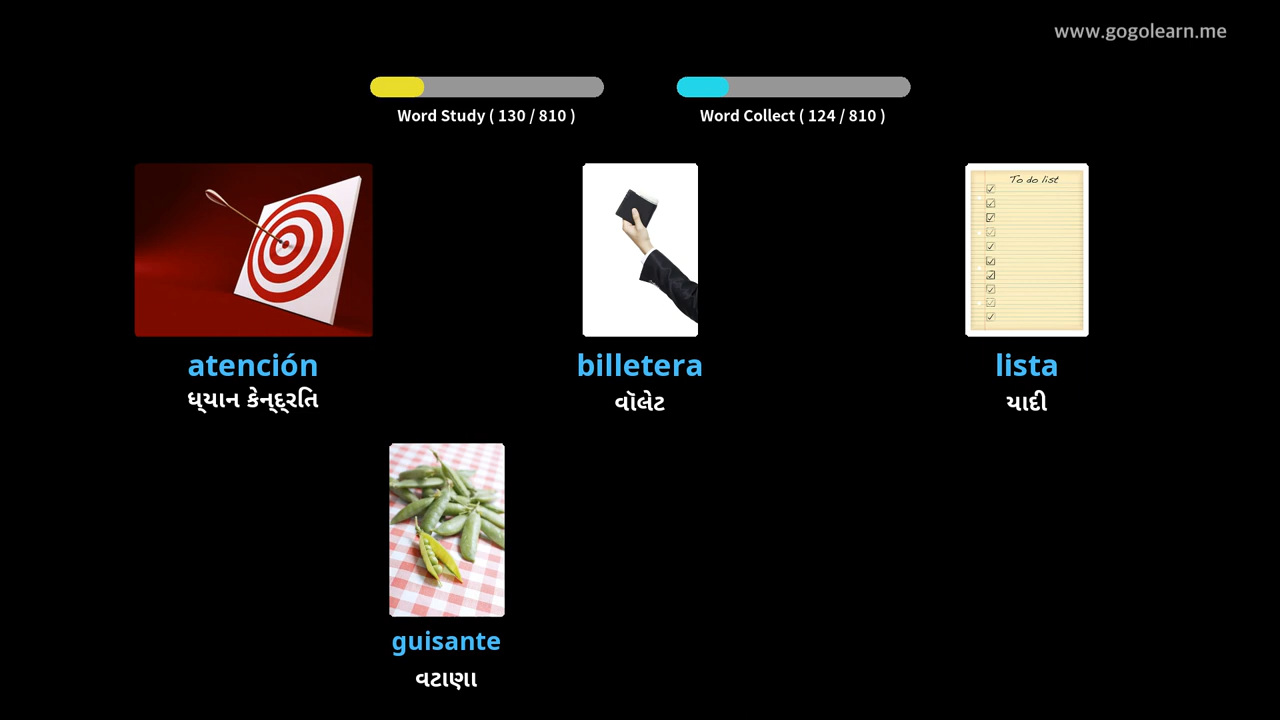 www.gogolearn.me
Word Study ( 130 / 810 )
Word Collect ( 124 / 810 )
To do list
atención
billetera
lista
ધ્યાન કેન્દ્રતિ
વૉલેટ
યાદી
guisante
વટાણા